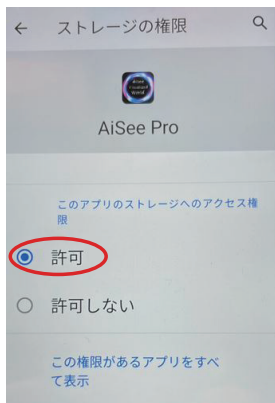 ストレージの権限
AiSee Pro
このアプリのストレージへのアクセス権
限
許可
許可しない
この権限があるアプリをすべ
て表示